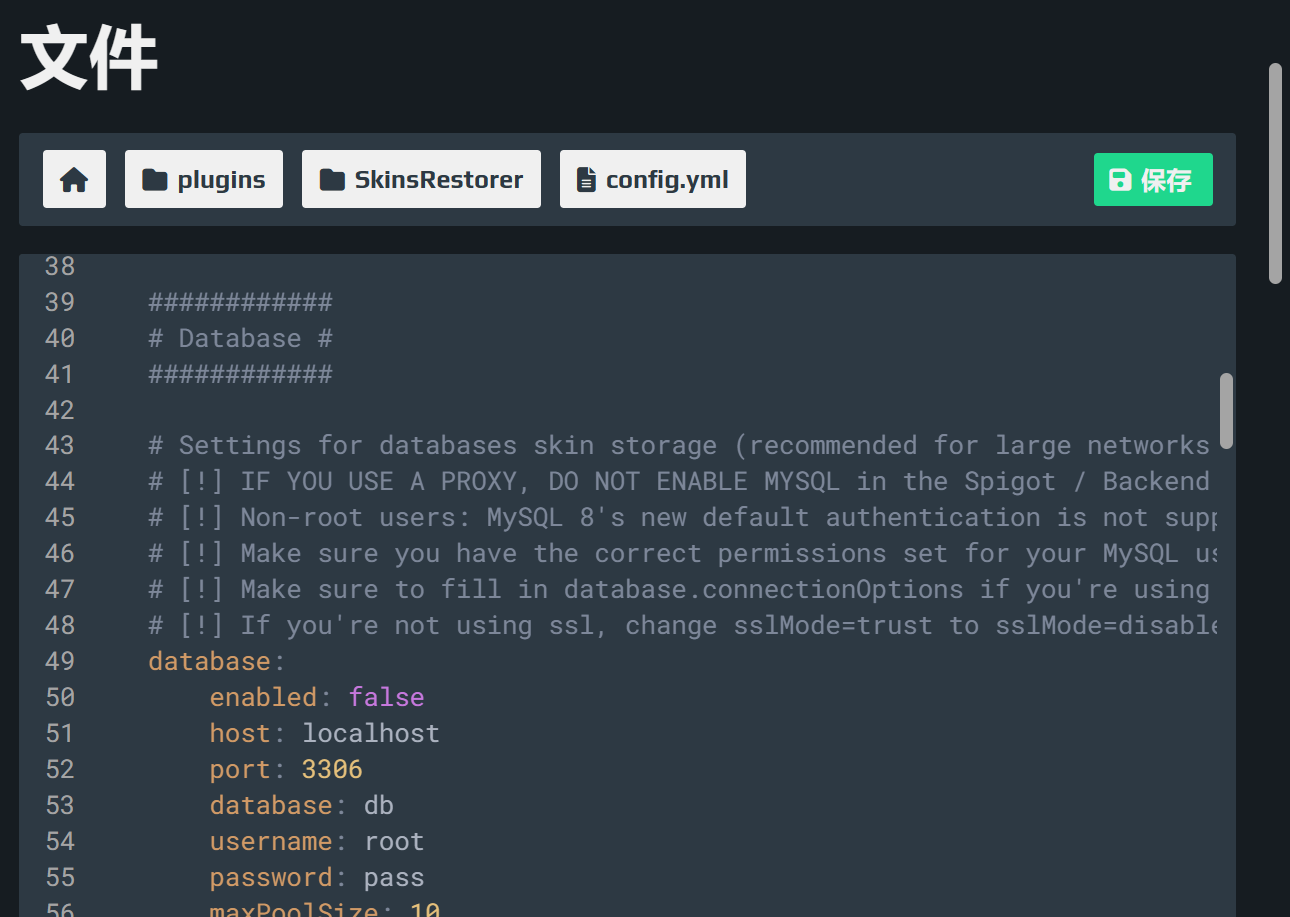 文件
plugins SkinsRestorer config.yml 保存
38
39 ############
40 # Database #
41 ############
42
43 # Settings for databases skin storage (recommended for large networks
44 # [!] IF YOU USE A PROXY, DO NOT ENABLE MYSQL in the Spigot / Backend
45 # [!] Non-root users: MySQL 8's new default authentication is not supp
46 # [!] Make sure you have the correct permissions set for your MySQL us
47 # [!] Make sure to fill in database.connectionOptions if you're using
48 # [!] If you're not using ssl, change sslMode=trust to sslMode=disable
49 database:
50 enabled: false
51 host: localhost
52 port: 3306
53 database: db
54 username: root
55 password: pass
56 maxPoolSize: 10